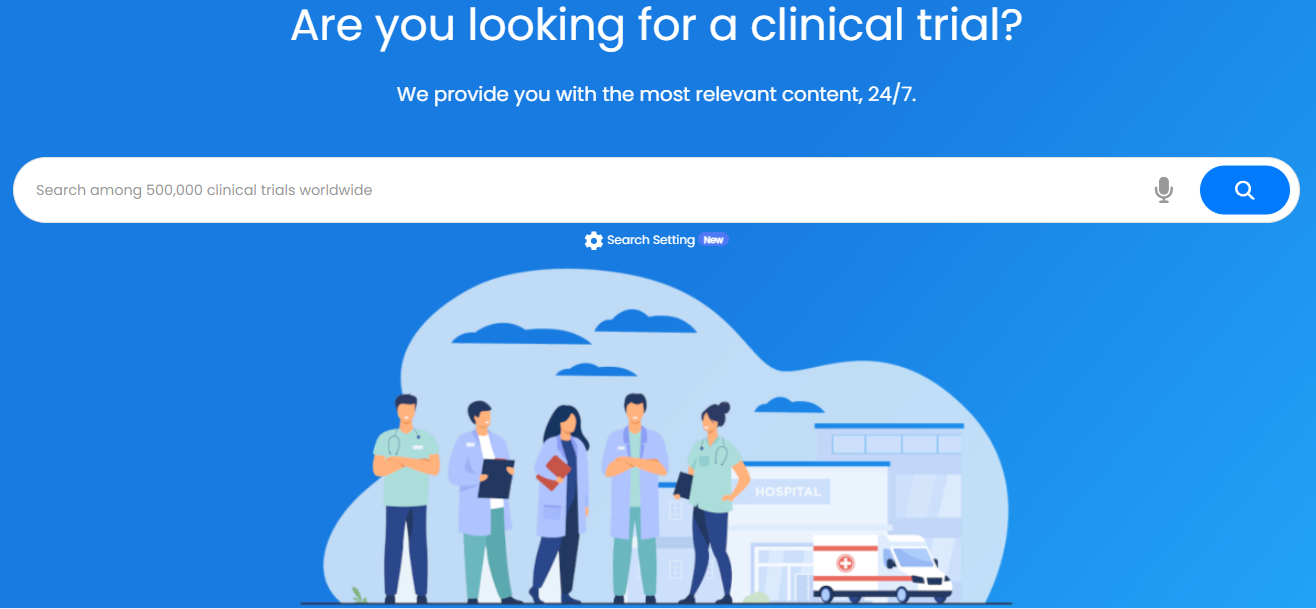 Are you looking for a clinical trial?
We provide you with the most relevant content, 24/7.
Search among 500,000 clinical trials worldwide
Search Setting New
HOSPITAL